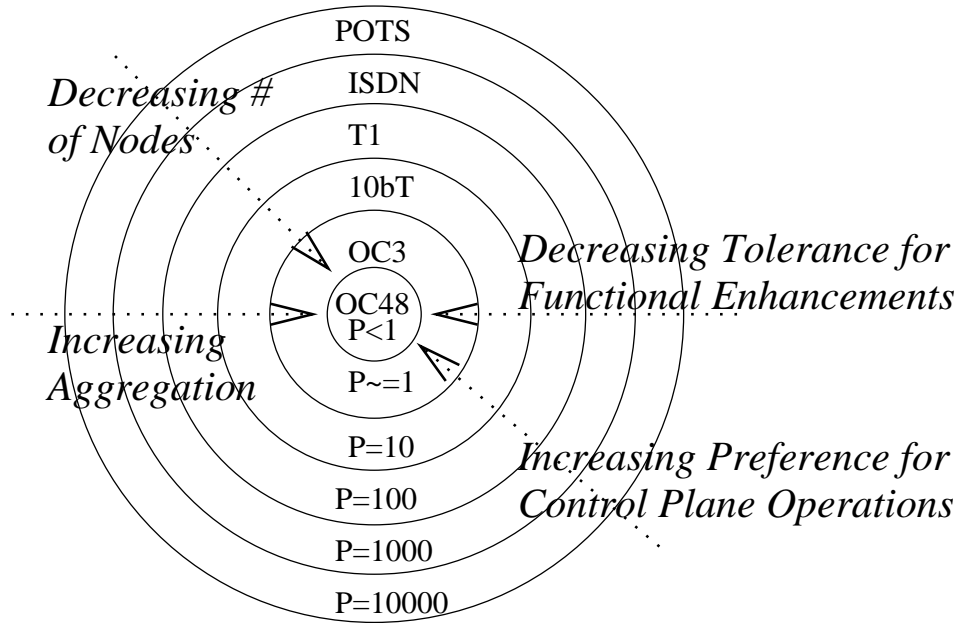 POTS
ISDN
Decreasing #
of Nodes
T1
10bT
OC3
Decreasing Tolerance for
Functional Enhancements
OC48
P<1
Increasing
Aggregation
P~=1
P=10
Increasing Preference for
Control Plane Operations
P=100
P=1000
P=10000